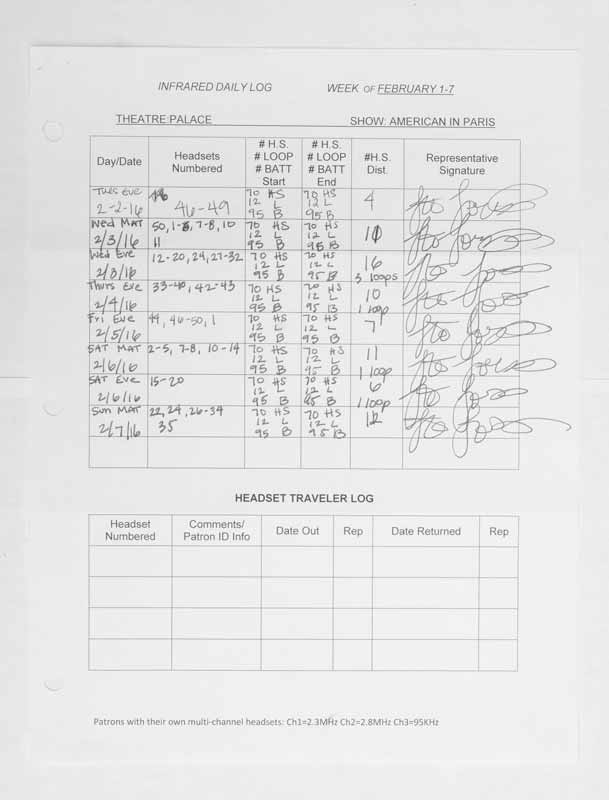 INFRARED DAILY LOG WEEK OF FEBRUARY 1-7
THEATRE:PALACE SHOW: AMERICAN IN PARIS
Day/Date Headsets Numbered # H.S. # LOOP # BATT Start # H.S. # LOOP # BATT End #H.S. Dist. Representative Signature
Tues Eve 70 HS 70 HS
2-2-16 46-49 12 L 12 L 4
95 B 95 B
Wed Mat 50, 1-5, 7-8, 10 70 HS 70 HS
2/3/16 11 12 L 12 L 10
95 B 95 B
Wed Eve 12-20, 24, 27-32 70 HS 70 HS 16
2/3/16 12 L 12 L 3 loops
95 B 95 B
Thurs Eve 33-40, 42-43 70 HS 70 HS 10
2/4/16 12 L 12 L 1 loop
95 B 95 B
Fri Eve 44, 46-50, 1 70 HS 70 HS 7
2/5/16 12 L 12 L
95 B 95 B
SAT MAT 2-5, 7-8, 10-14 70 HS 70 HS 11
2/6/16 12 L 12 L 1 loop
95 B 95 B
SAT Eve 15-20 70 HS 70 HS 6
2/6/16 12 L 12 L 1 loop
95 B 95 B
Sun MAT 22, 24, 26-34 70 HS 70 HS 12
2/7/16 35 12 L 12 L
95 B 95 B
HEADSET TRAVELER LOG
Headset Numbered Comments/ Patron ID Info Date Out Rep Date Returned Rep
Patrons with their own multi-channel headsets: Ch1=2.3MHz Ch2=2.8MHz Ch3=95KHz